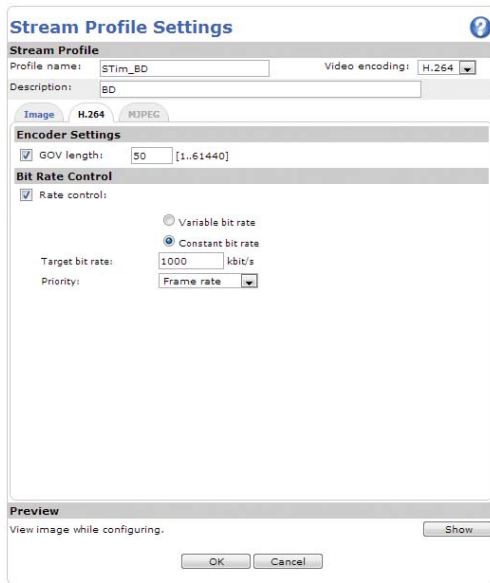 Stream Profile Settings
?
Stream Profile
Profile name: STim_BD Video encoding: H.264
Description: BD
Image H.264 MJPEG
Encoder Settings
GOV length: 50 [1..61440]
Bit Rate Control
Rate control:
Variable bit rate
Constant bit rate
Target bit rate: 1000 kbit/s
Priority: Frame rate
Preview
View image while configuring. Show
OK Cancel